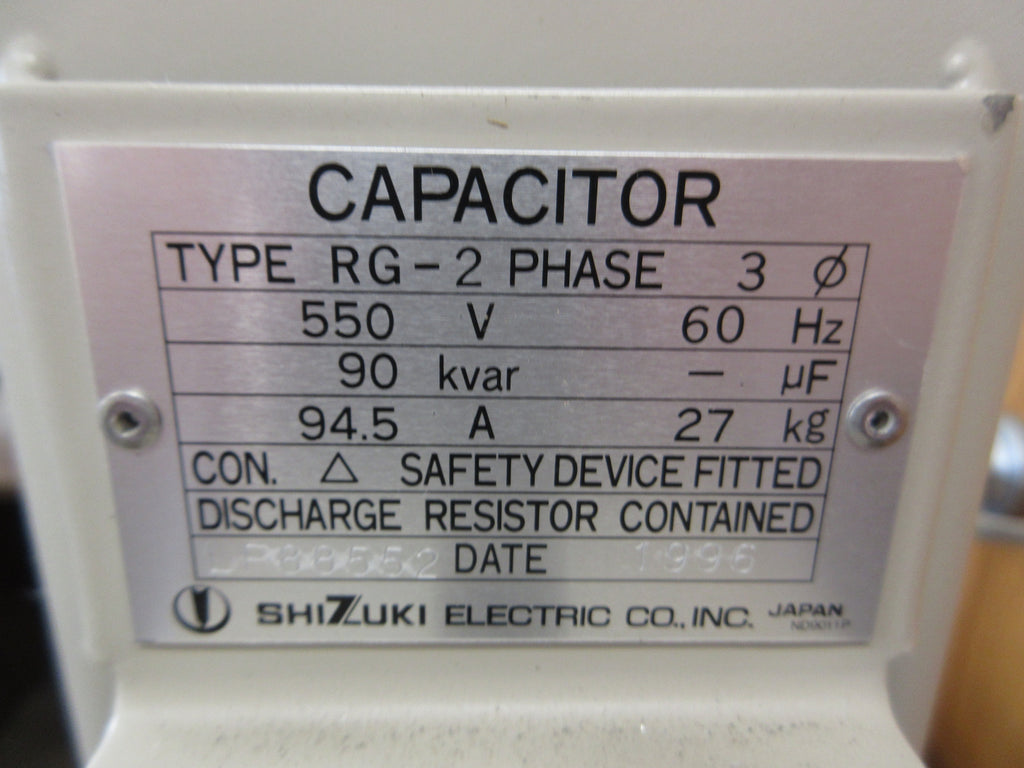 CAPACITOR
TYPE RG-2 PHASE 3 ϕ
550 V 60 Hz
90 kvar — µF
94.5 A 27 kg
CON. △ SAFETY DEVICE FITTED
DISCHARGE RESISTOR CONTAINED
P88552 DATE 1996
SHIZUKI ELECTRIC CO., INC. JAPAN